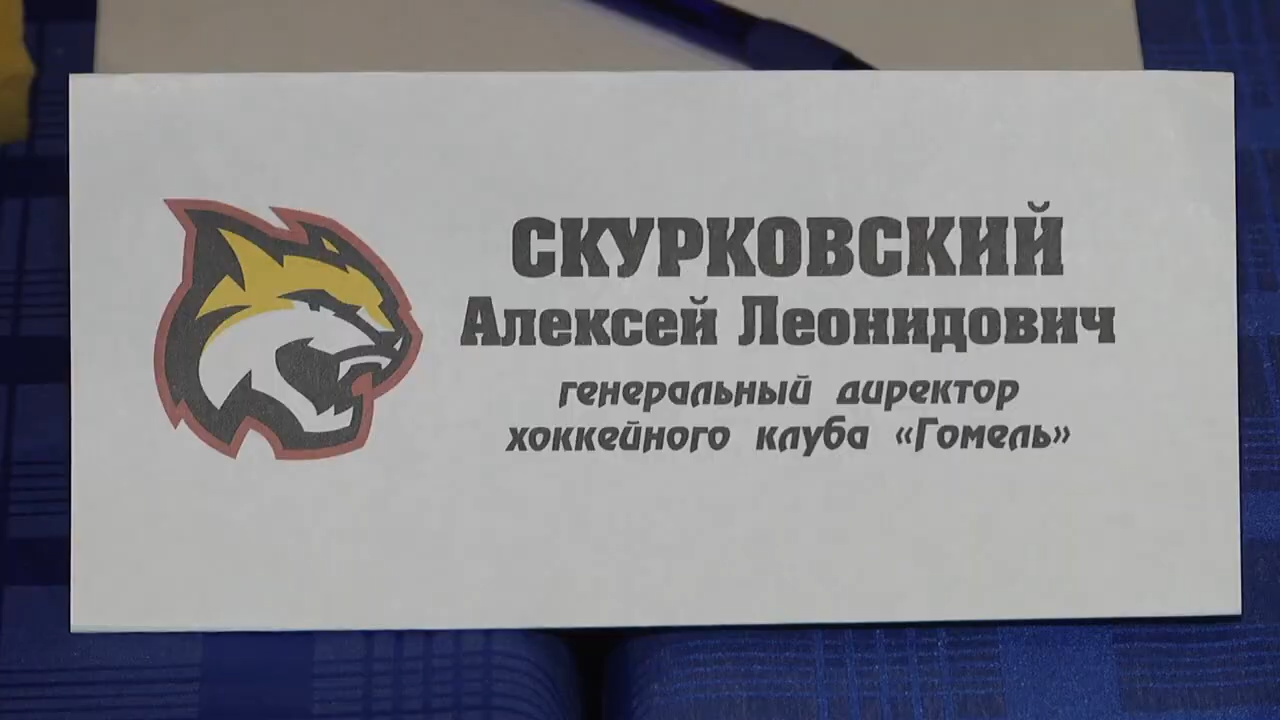 СКУРКОВСКИЙ
Алексей Леонидович
генеральный директор
хоккейного клуба «Гомель»